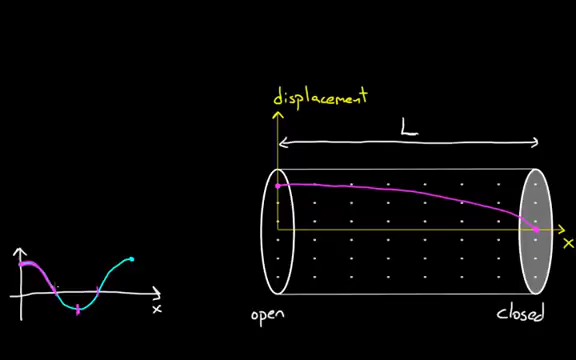 displacement
L
x
open
closed
x